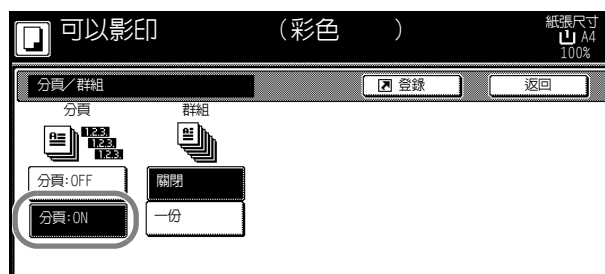 可以影印 （彩色 ） 紙張尺寸
A4
100%
分頁／群組 登錄 返回
分頁 群組
1.2.3.
1.2.3.
1.2.3.
分頁:OFF 關閉
分頁:ON 一份